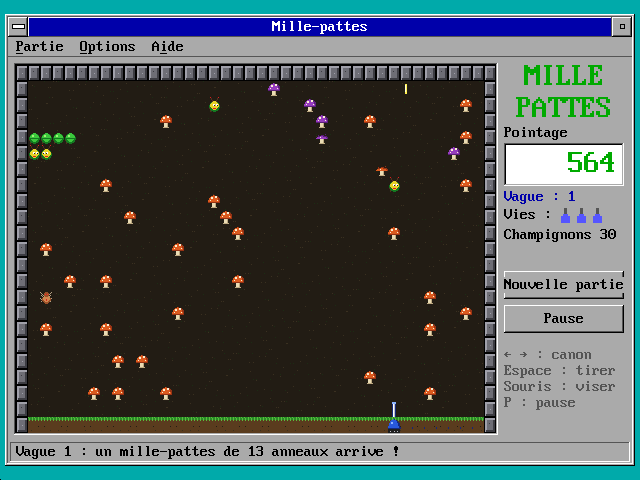 Mille-pattes
Partie Options Aide
MILLE
PATTES
Pointage
564
Vague : 1
Vies :
Champignons 30
Nouvelle partie
Pause
← → : canon
Espace : tirer
Souris : viser
P : pause
Vague 1 : un mille-pattes de 13 anneaux arrive !